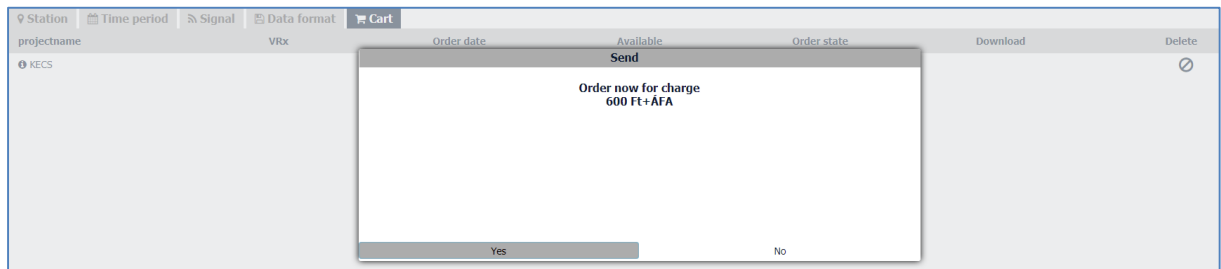 Station Time period Signal Data format Cart
projectname VRx Order date Available Order state Download Delete
Send
KECS
Order now for charge
600 Ft+ÁFA
Yes No